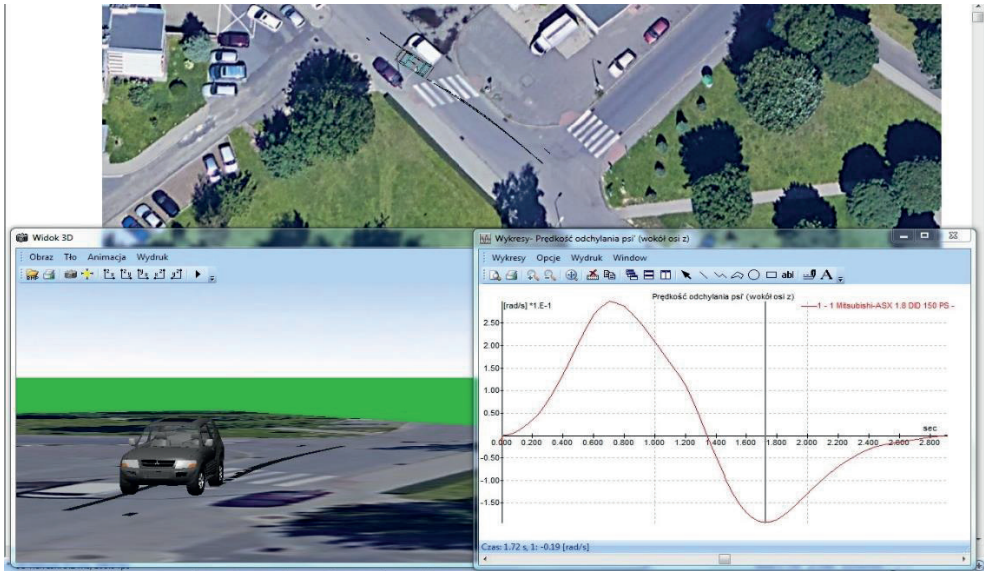 Widok 3D
Obraz Tło Animacja Wydruk
Wykresy- Prędkość odchylania psi' (wokół osi z)
Wykresy Opcje Wydruk Window
abl
A
Prędkość odchylania psi' (wokół osi z)
[rad/s] *1.E-1
1 - 1 Mitsubishi-ASX 1.8 DID 150 PS -
2.50
2.00
1.50
1.00
0.50
sec
0.00
0.0 0.200 0.400 0.600 0.800 1.000 1.200 1.400 1.600 1.800 2.000 2.200 2.400 2.600 2.800
-0.50
-1.00
-1.50
Czas: 1.72 s, 1: -0.19 [rad/s]